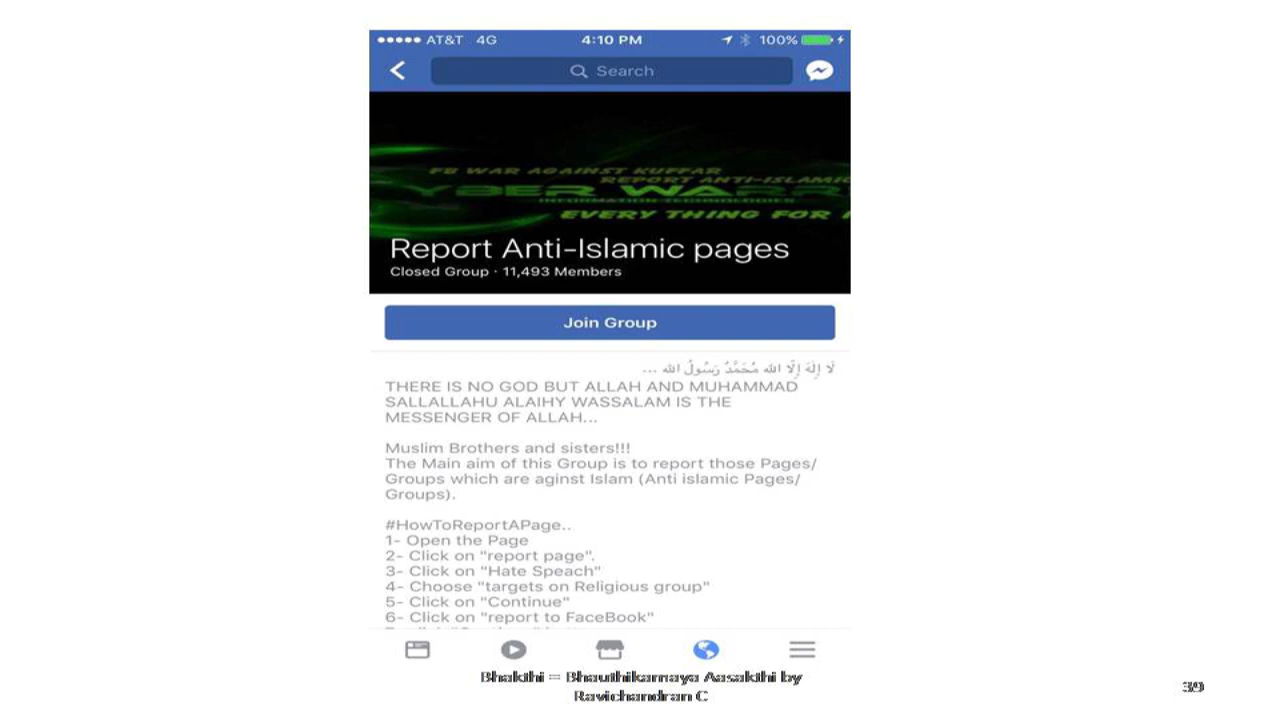 AT&T 4G 4:10 PM 100%
Search
FB WAR AGAINST KUFFAR
REPORT ANTI-ISLAMIC
YBER WARR
INFORMATION TECHNOLOGIES
EVERY THING FOR
Report Anti-Islamic pages
Closed Group · 11,493 Members
Join Group
لَا إِلَهَ إِلَّا الله مُحَمَّدٌ رَسُولُ الله ...
THERE IS NO GOD BUT ALLAH AND MUHAMMAD
SALLALLAHU ALAIHY WASSALAM IS THE
MESSENGER OF ALLAH...
Muslim Brothers and sisters!!!
The Main aim of this Group is to report those Pages/
Groups which are aginst Islam (Anti islamic Pages/
Groups).
#HowToReportAPage..
1- Open the Page
2- Click on "report page".
3- Click on "Hate Speach"
4- Choose "targets on Religious group"
5- Click on "Continue"
6- Click on "report to FaceBook"
Bhakthi = Bhauthikamaya Aasakthi by
Ravichandran C
39